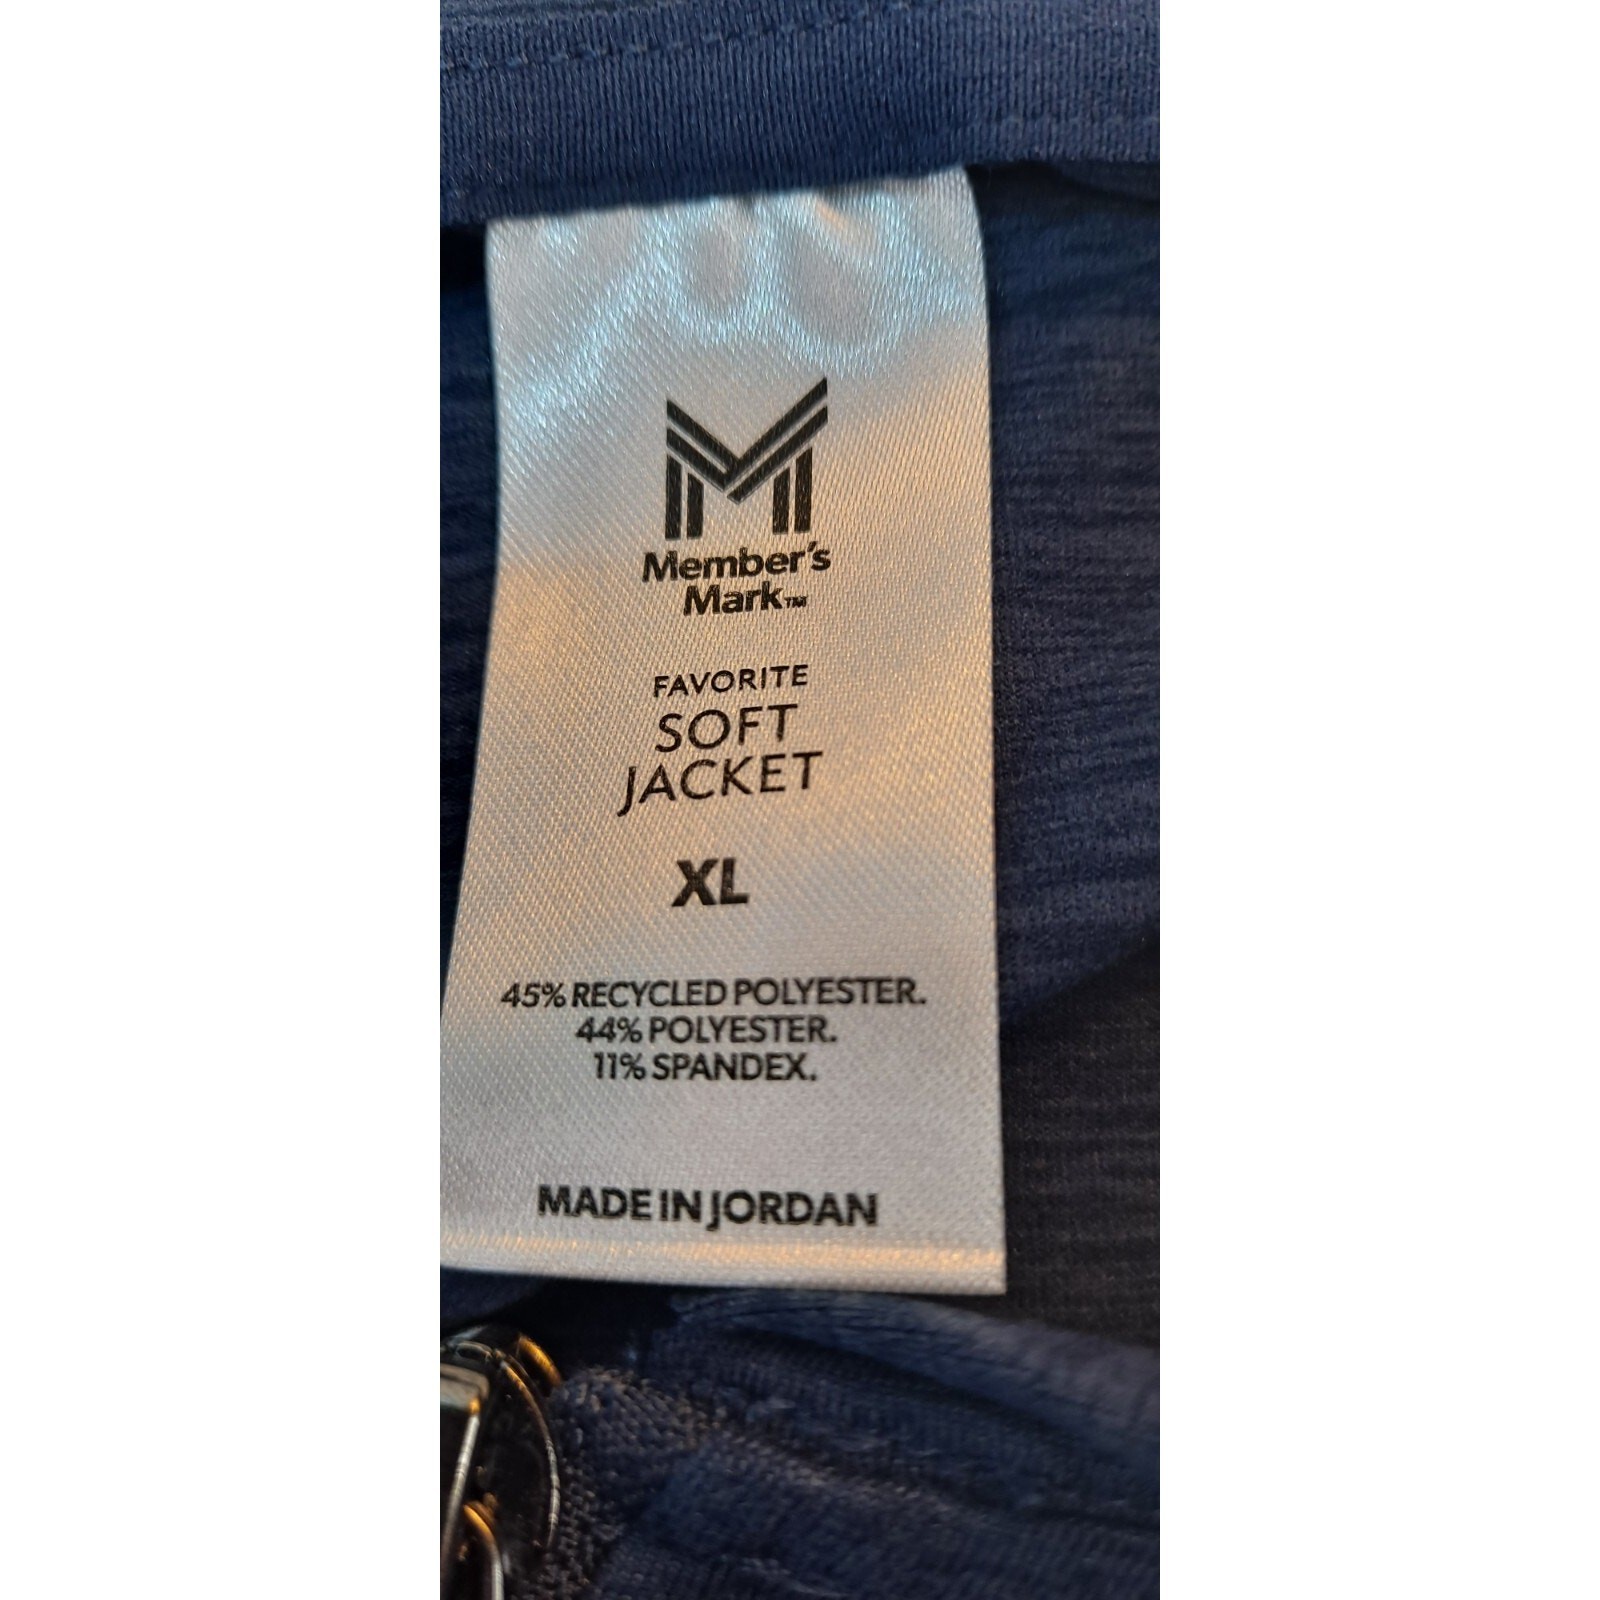 Member's
Mark™
FAVORITE
SOFT
JACKET
XL
45% RECYCLED POLYESTER.
44% POLYESTER.
11% SPANDEX.
MADE IN JORDAN